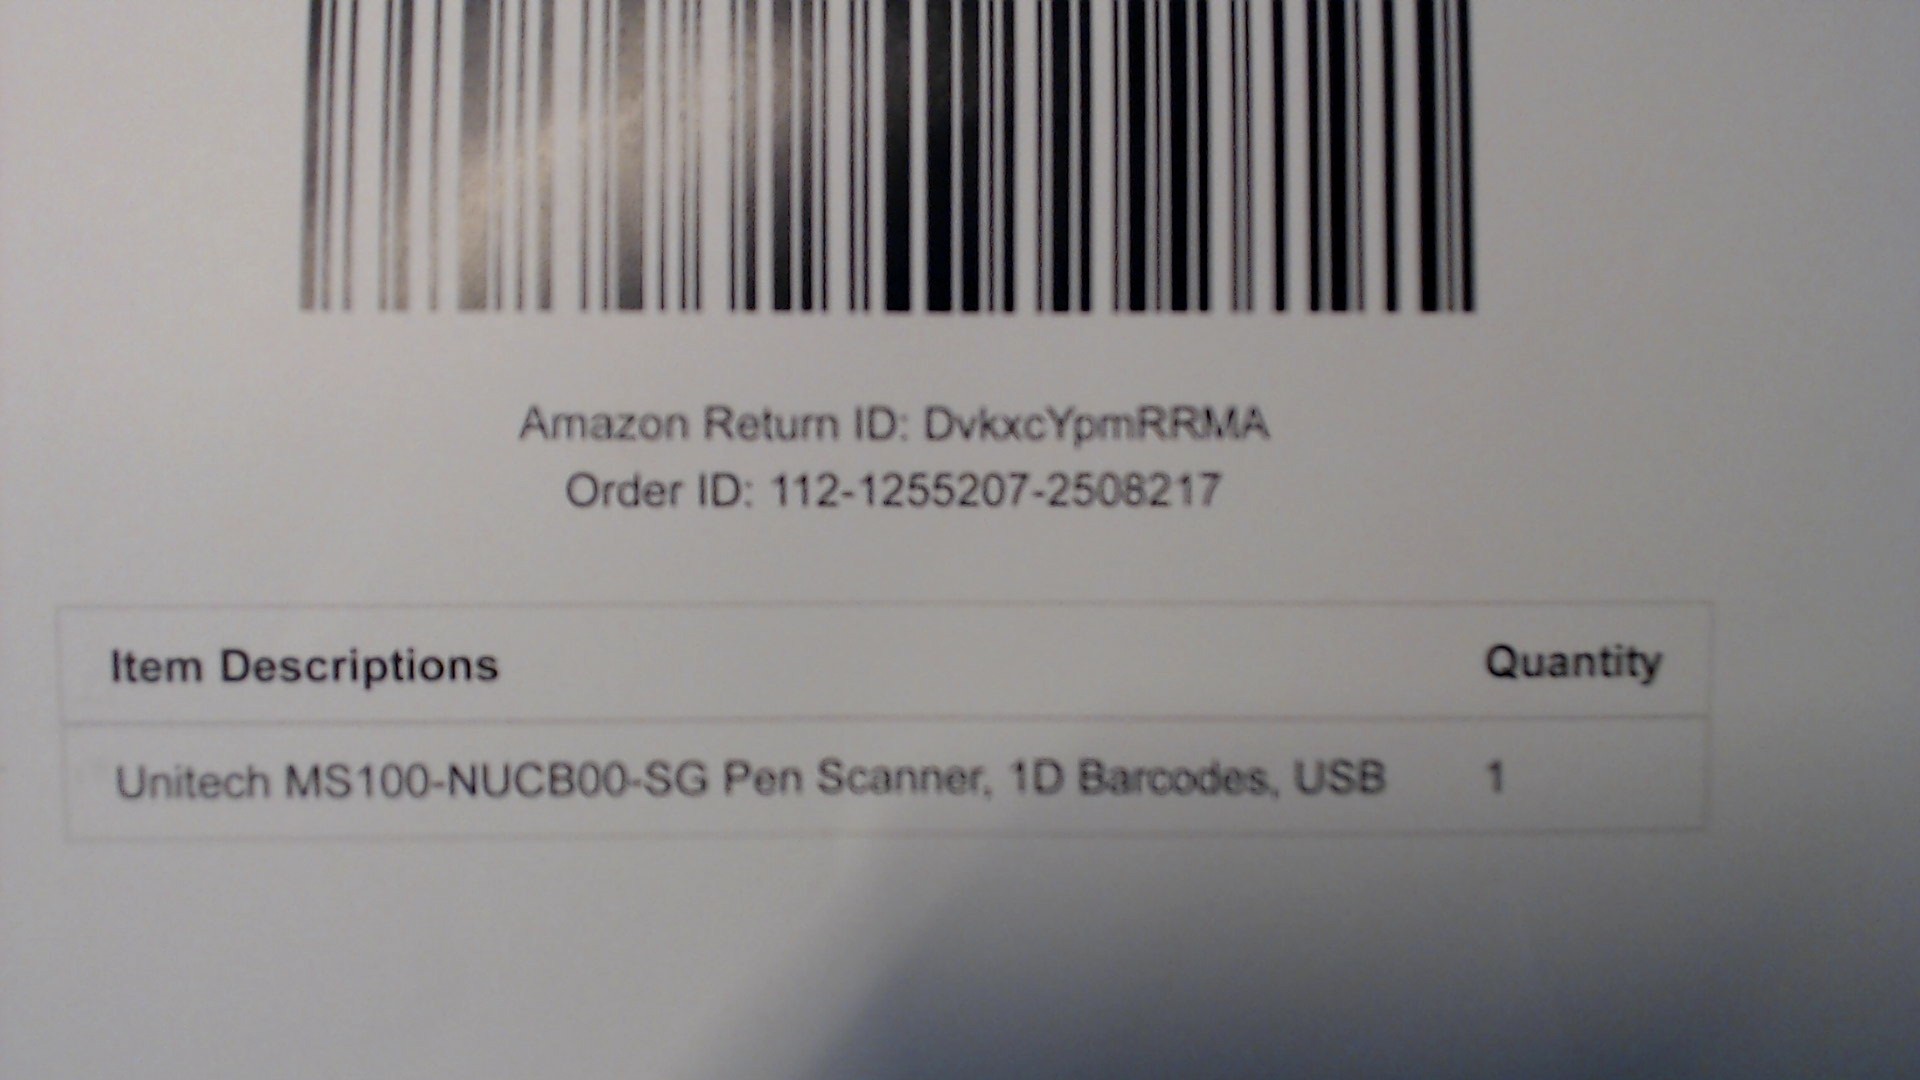 Amazon Return ID: DvkxcYpmRRMA
Order ID: 112-1255207-2508217
Item Descriptions Quantity
Unitech MS100-NUCB00-SG Pen Scanner, 1D Barcodes, USB 1